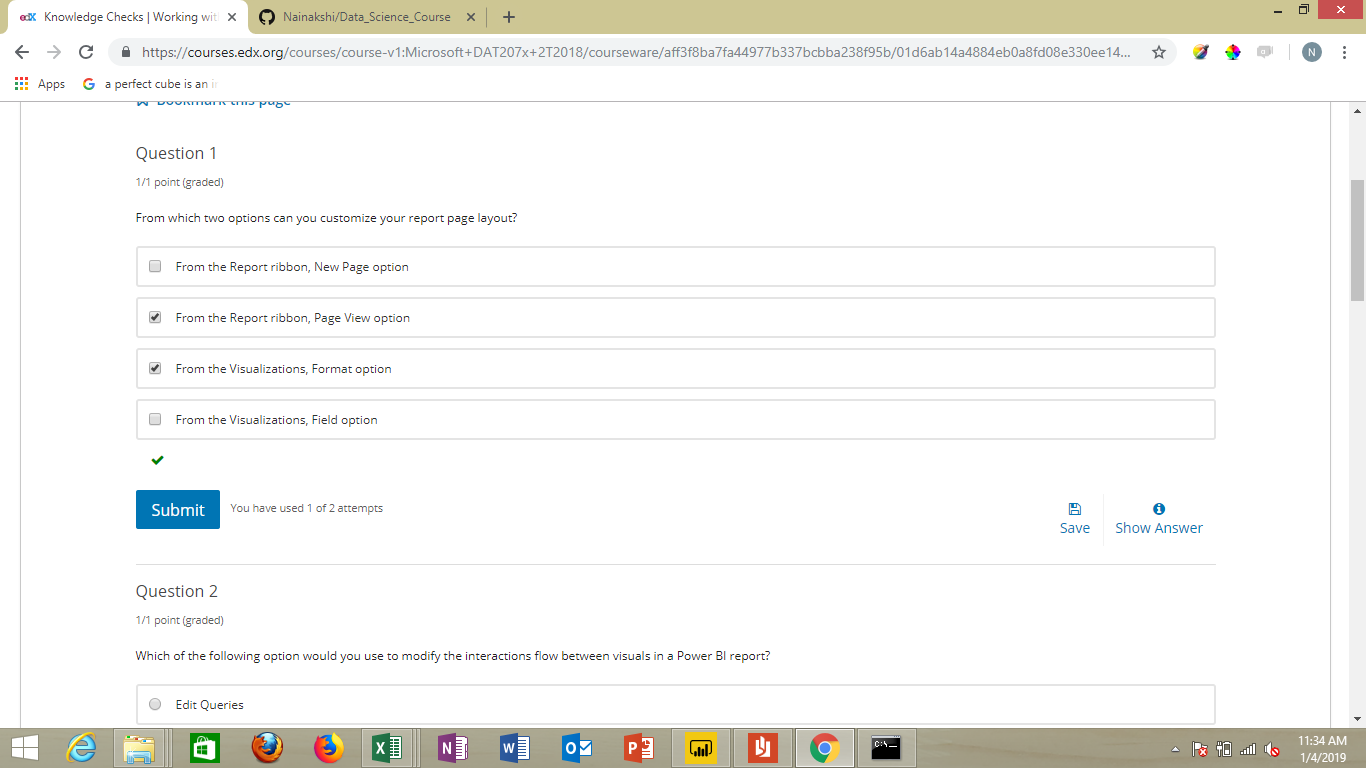 edX Knowledge Checks | Working wit
Nainakshi/Data_Science_Course
https://courses.edx.org/courses/course-v1:Microsoft+DAT207x+2T2018/courseware/aff3f8ba7fa44977b337bcbba238f95b/01d6ab14a4884eb0a8fd08e330ee14...
N
Apps
G a perfect cube is an i
Bookmark this page
Question 1
1/1 point (graded)
From which two options can you customize your report page layout?
From the Report ribbon, New Page option
From the Report ribbon, Page View option
From the Visualizations, Format option
From the Visualizations, Field option
Submit
You have used 1 of 2 attempts
Save
Show Answer
Question 2
1/1 point (graded)
Which of the following option would you use to modify the interactions flow between visuals in a Power BI report?
Edit Queries
11:34 AM
1/4/2019